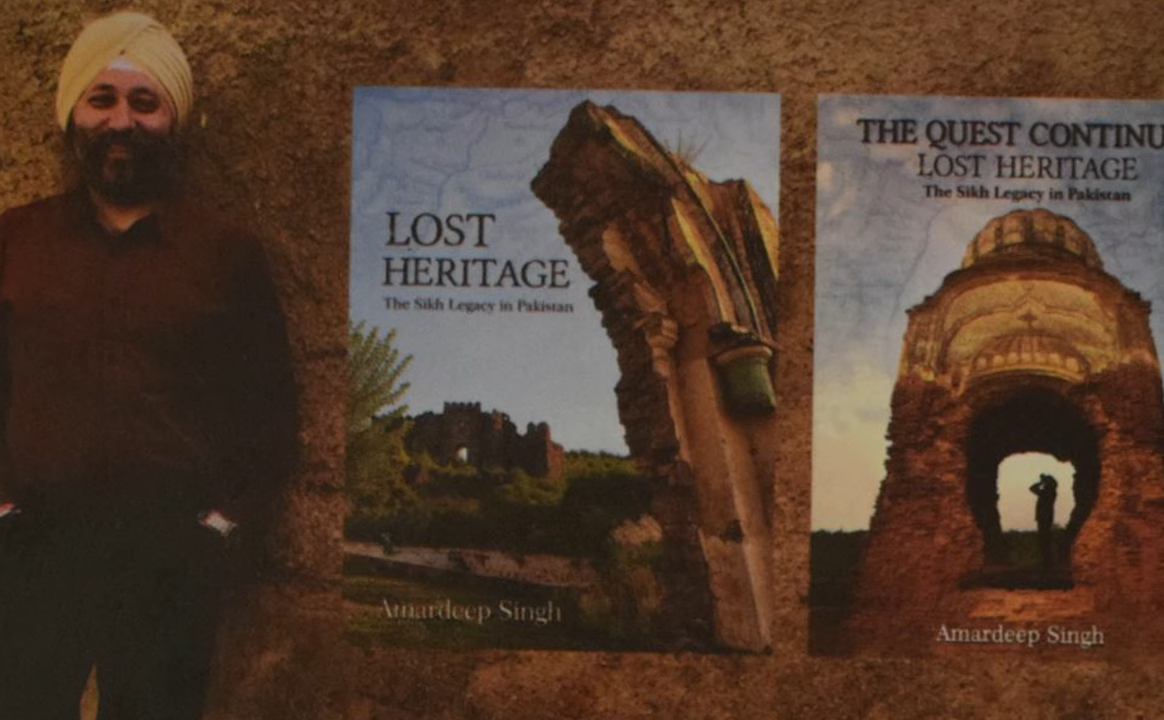 LOST
HERITAGE
The Sikh Legacy in Pakistan
Amardeep Singh
THE QUEST CONTINU
LOST HERITAGE
The Sikh Legacy in Pakistan
Amardeep Singh